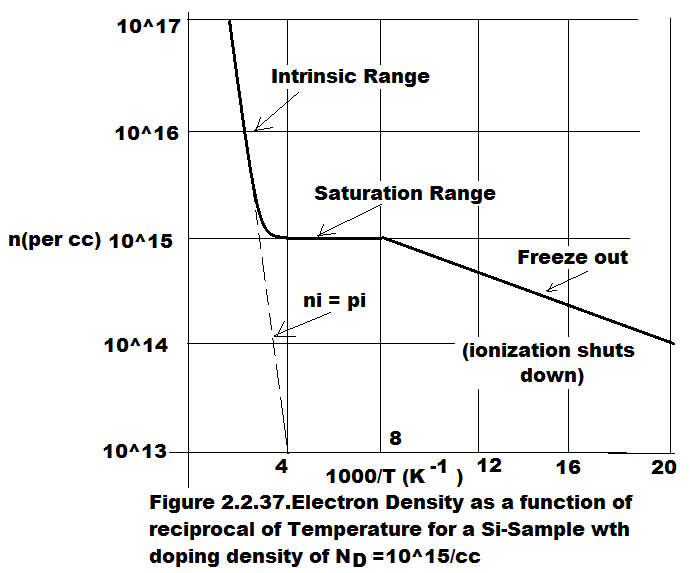 10^17
Intrinsic Range
10^16
Saturation Range
n(per cc) 10^15
Freeze out
ni = pi
10^14
(ionization shuts
down)
8
10^13
4 1000/T (K -1 ) 12 16 20
Figure 2.2.37.Electron Density as a function of
reciprocal of Temperature for a Si-Sample wth
doping density of ND =10^15/cc